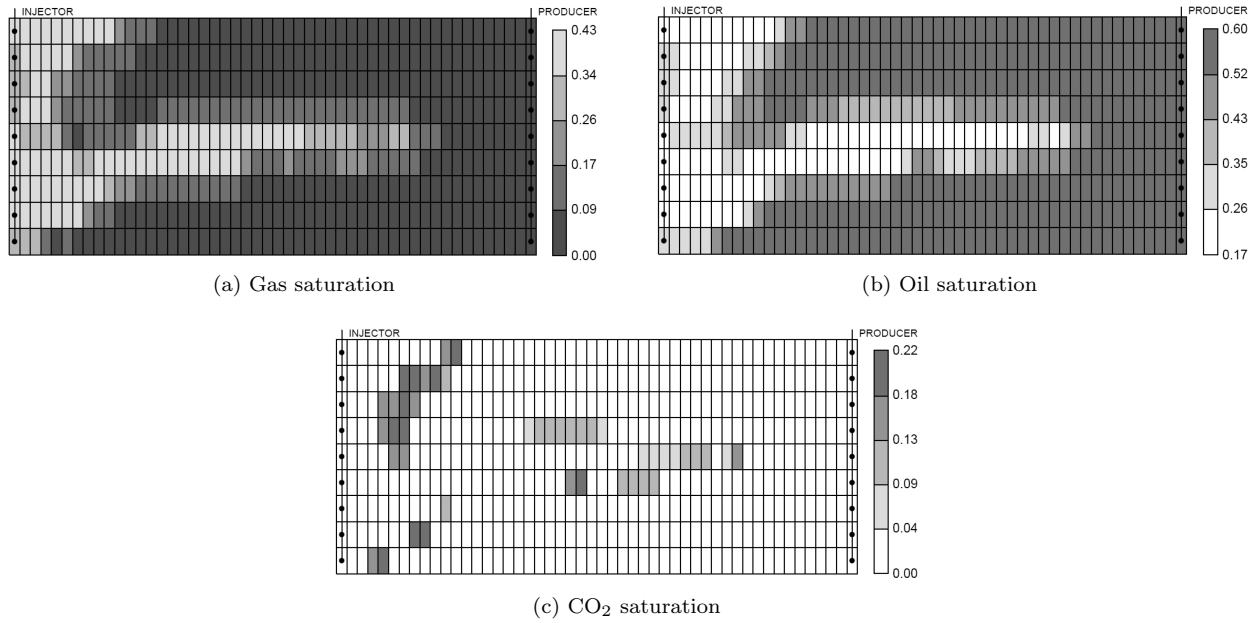 INJECTOR
PRODUCER
0.43
0.34
0.26
0.17
0.09
0.00
(a) Gas saturation
INJECTOR
PRODUCER
0.60
0.52
0.43
0.35
0.26
0.17
(b) Oil saturation
INJECTOR
PRODUCER
0.22
0.18
0.13
0.09
0.04
0.00
(c) CO₂ saturation